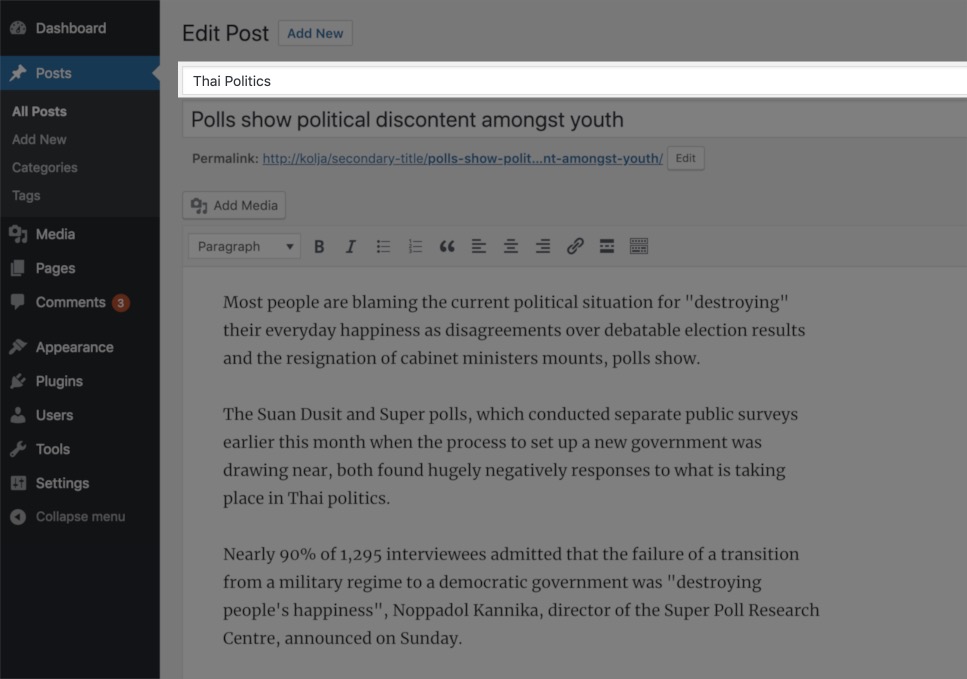 Dashboard
Posts
All Posts
Add New
Categories
Tags
Media
Pages
Comments 3
Appearance
Plugins
Users
Tools
Settings
Collapse menu
Edit Post Add New
Thai Politics
Polls show political discontent amongst youth
Permalink: http://kolja/secondary-title/polls-show-polit...nt-amongst-youth/ Edit
Add Media
Paragraph B I
Most people are blaming the current political situation for "destroying"
their everyday happiness as disagreements over debatable election results
and the resignation of cabinet ministers mounts, polls show.
The Suan Dusit and Super polls, which conducted separate public surveys
earlier this month when the process to set up a new government was
drawing near, both found hugely negatively responses to what is taking
place in Thai politics.
Nearly 90% of 1,295 interviewees admitted that the failure of a transition
from a military regime to a democratic government was "destroying
people's happiness", Noppadol Kannika, director of the Super Poll Research
Centre, announced on Sunday.